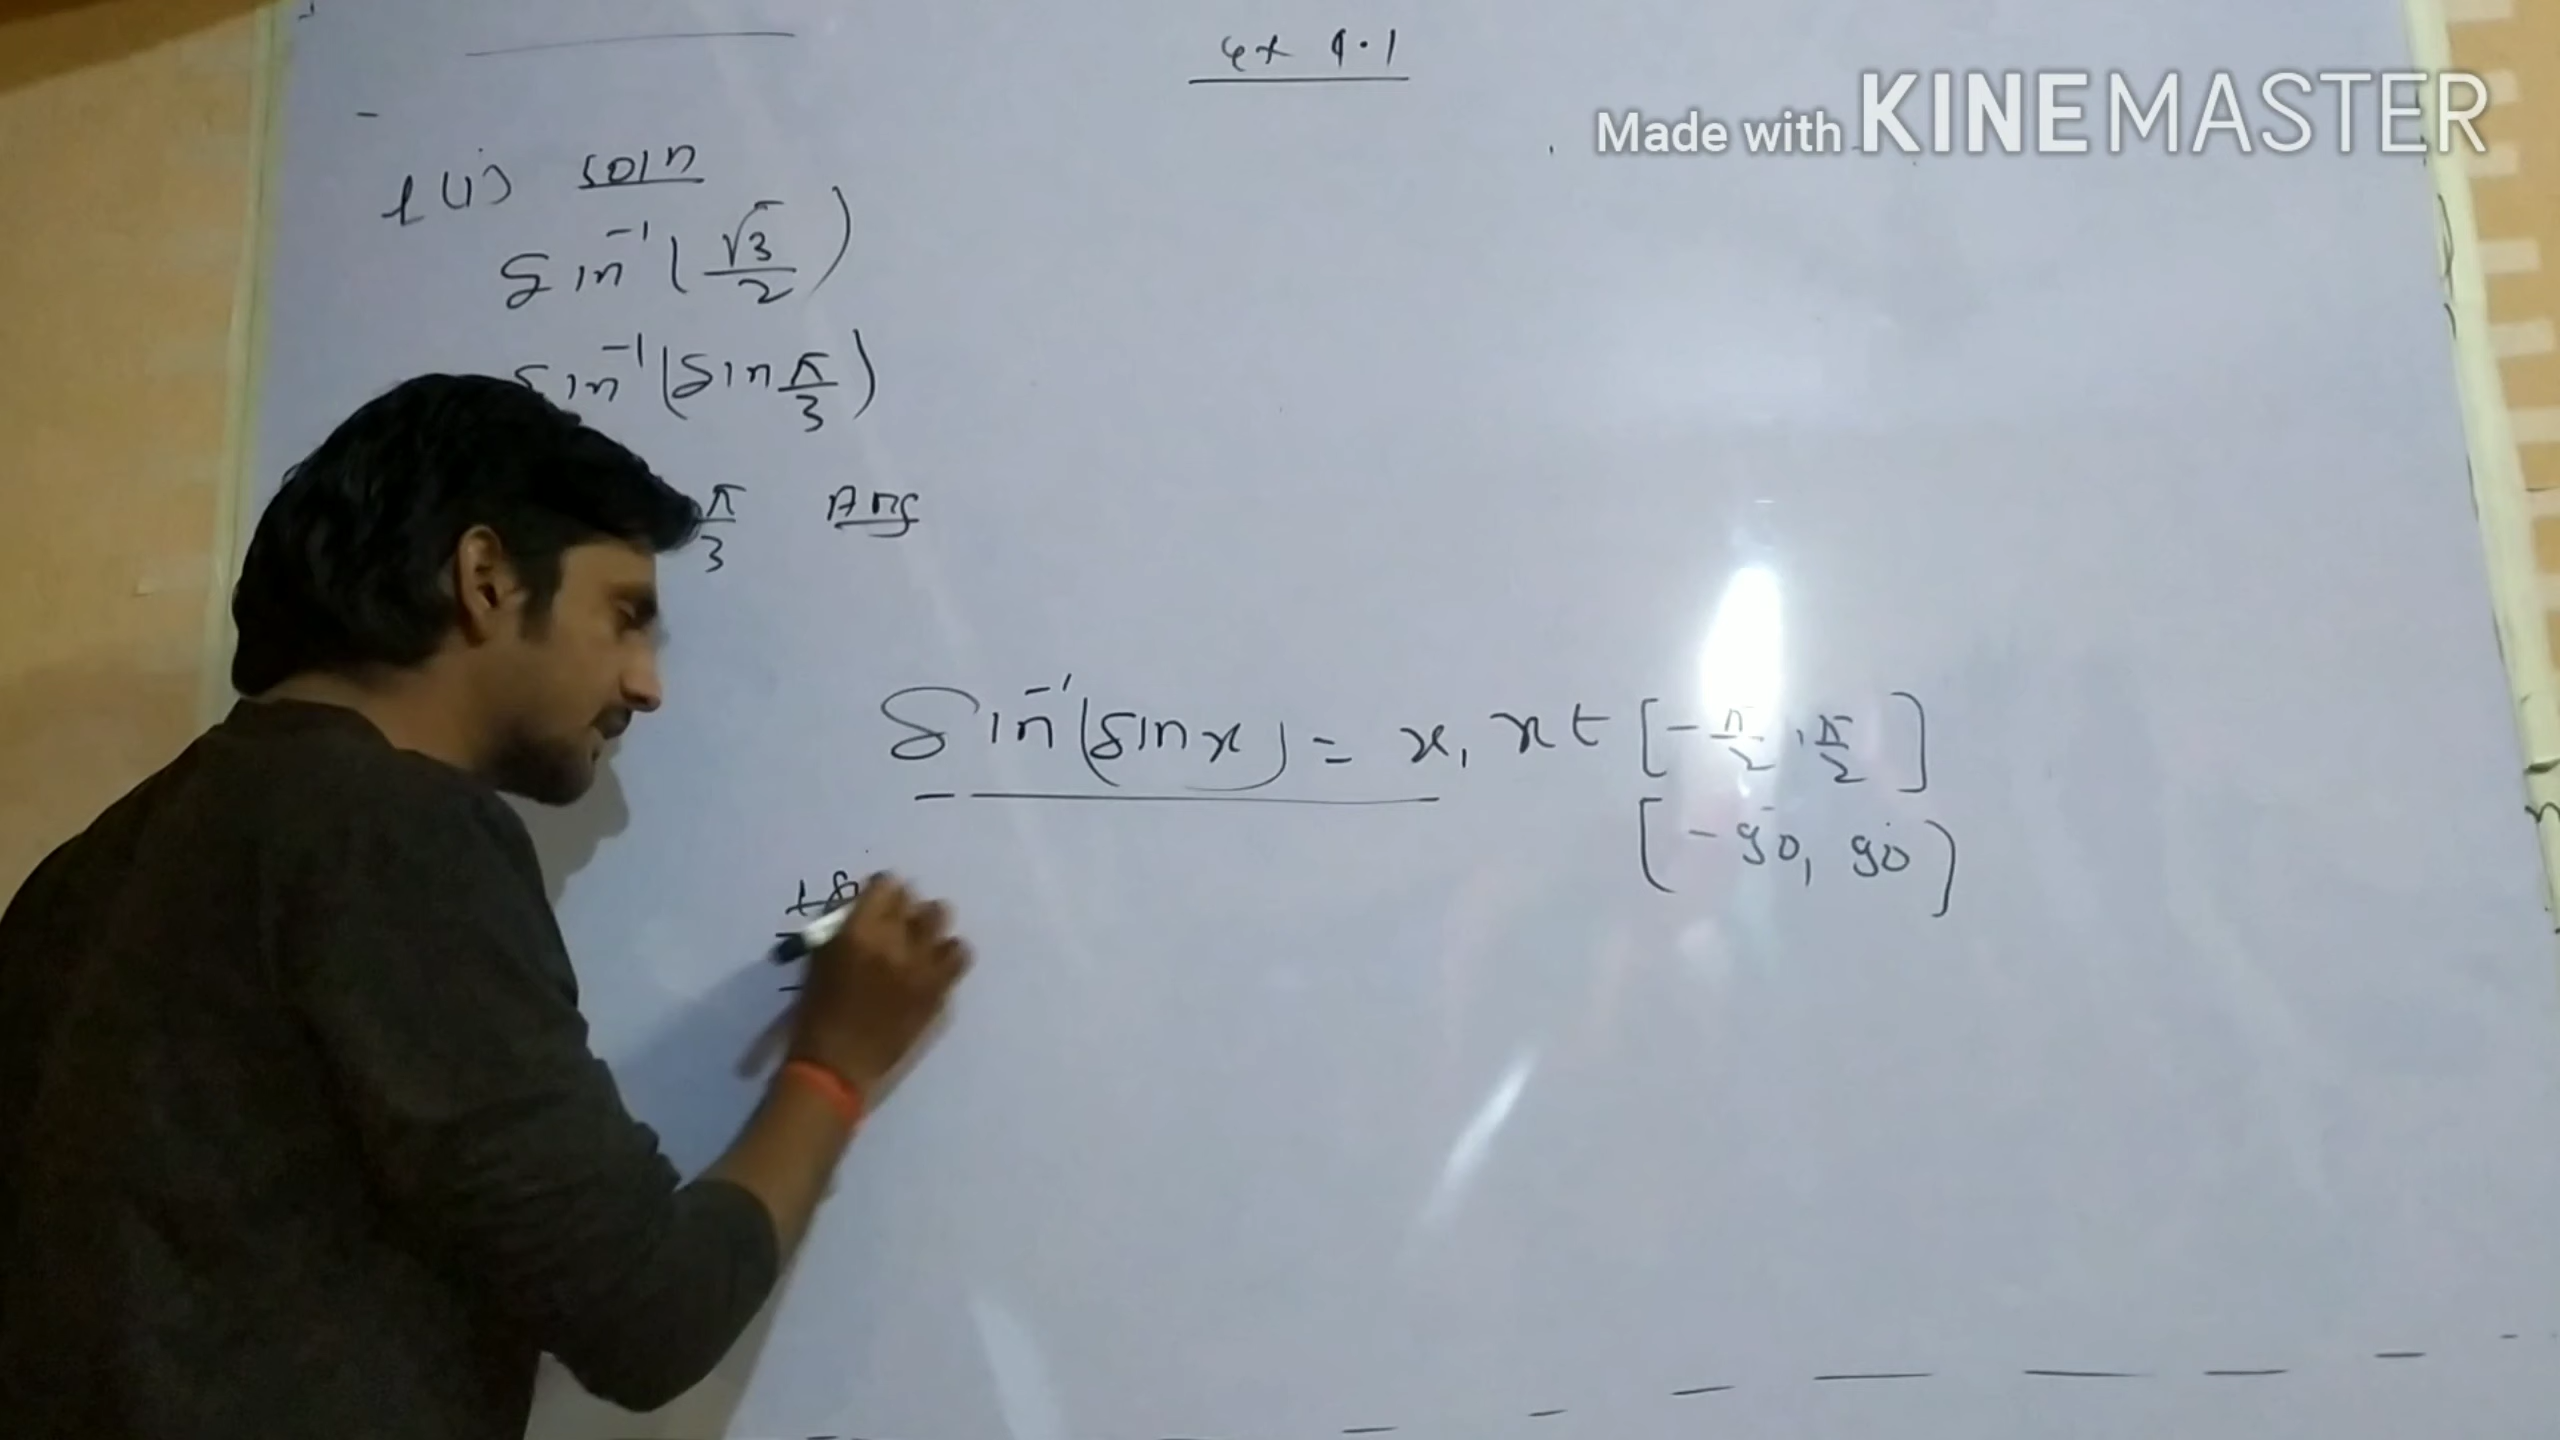 ex 9.1
Made with KINEMASTER
1(i) soln
Sin⁻¹(√3/2)
Sin⁻¹(Sin π/3)
π/3 Ans
Sin⁻¹(Sin x) = x, x ∈ [-π/2, π/2]
[-90, 90]